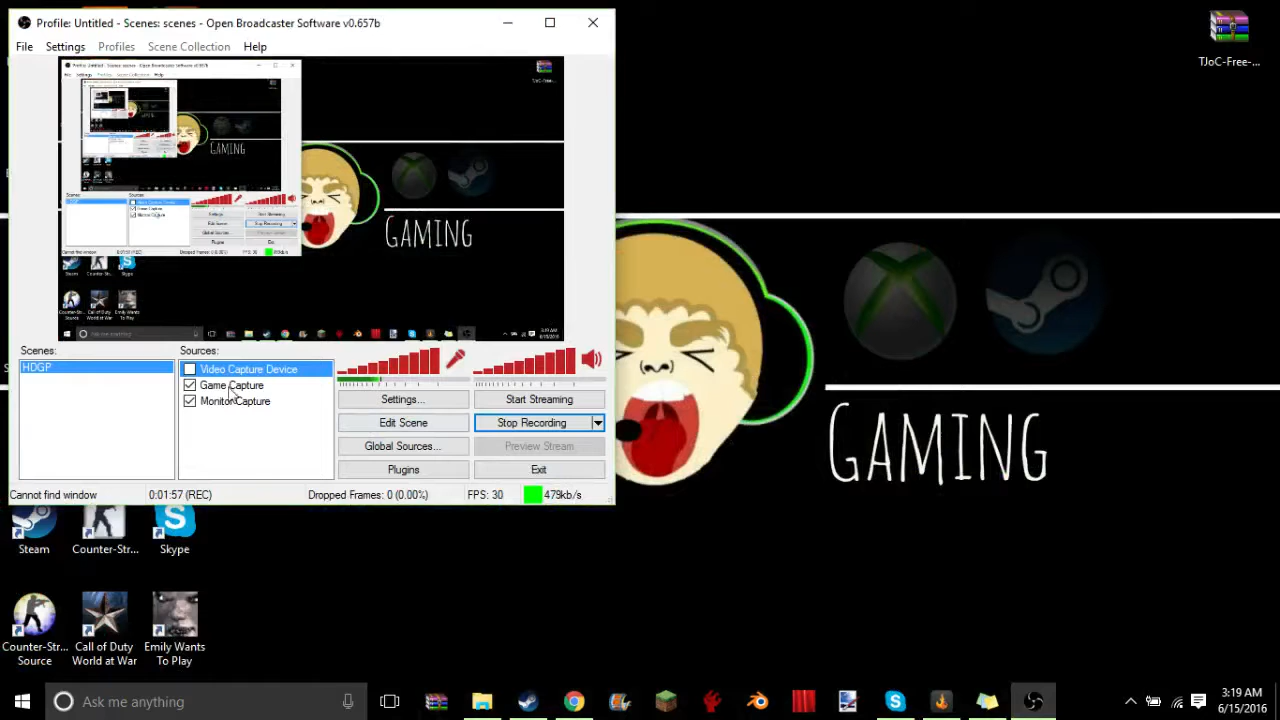 Profile: Untitled - Scenes: scenes - Open Broadcaster Software v0.657b
File Settings Profiles Scene Collection Help
TJoC-Free-...
GAMING
Scenes:
Sources:
HDGP
Video Capture Device
Game Capture
Monitor Capture
Settings...
Start Streaming
Edit Scene
Stop Recording
Global Sources...
Preview Stream
Plugins
Exit
Cannot find window
0:01:57 (REC)
Dropped Frames: 0 (0.00%)
FPS: 30
479kb/s
GAMING
Steam
Counter-Str...
Skype
Counter-Str...
Source
Call of Duty
World at War
Emily Wants
To Play
Ask me anything
3:19 AM
6/15/2016